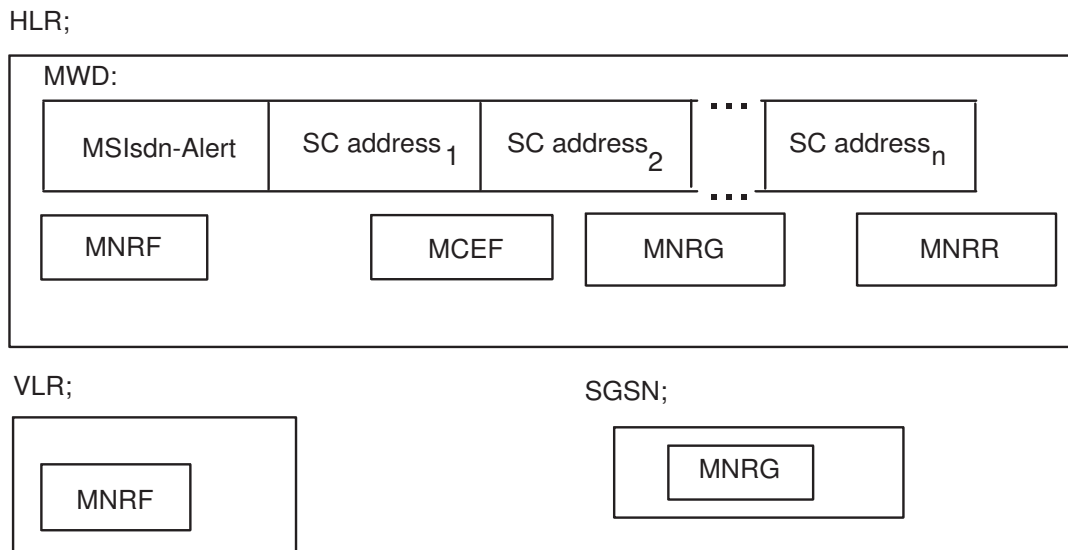 HLR;
MWD:
MSIsdn-Alert SC address1 SC address2 ... SC addressn
...
MNRF MCEF MNRG MNRR
VLR; SGSN;
MNRF MNRG